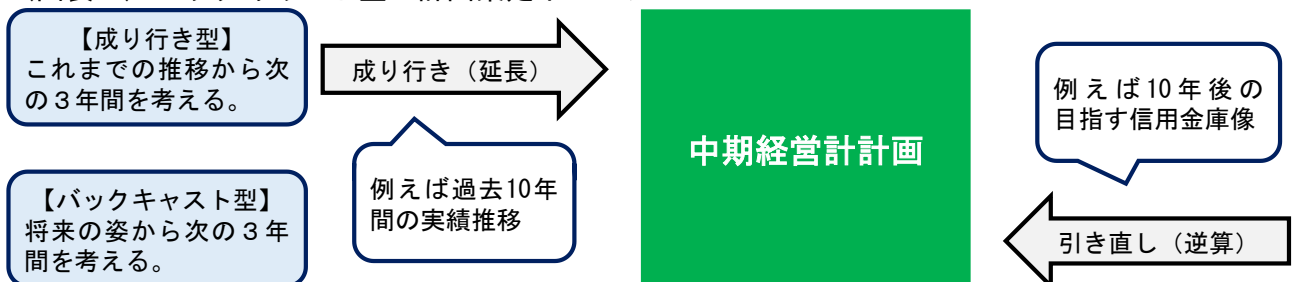 【成り行き型】
これまでの推移から次
の３年間を考える。
成り行き（延長）
例えば過去10年
間の実績推移
【バックキャスト型】
将来の姿から次の３年
間を考える。
中期経営計計画
例えば10年後の
目指す信用金庫像
引き直し（逆算）